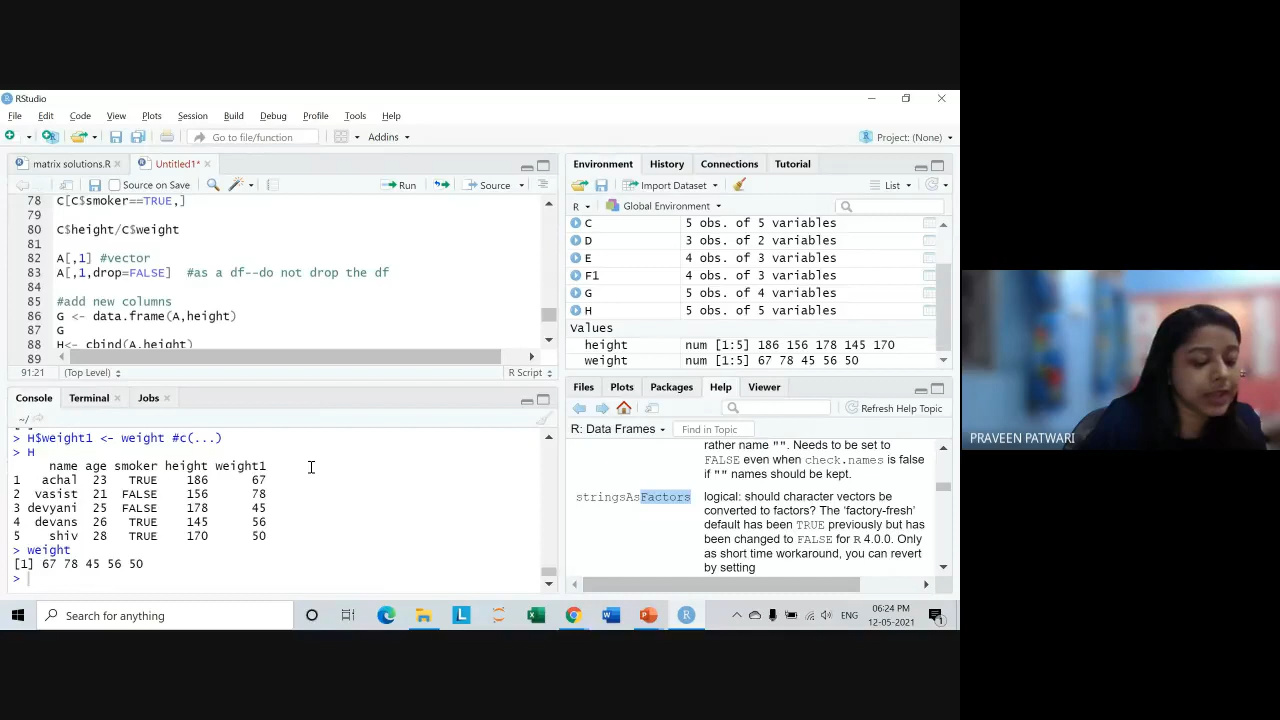 RStudio
File Edit Code View Plots Session Build Debug Profile Tools Help
Go to file/function Addins Project: (None)
matrix solutions.R Untitled1*
Source on Save Run Source
78 c[C$smoker==TRUE,]
79
80 C$height/C$weight
81
82 A[,1] #vector
83 A[,1,drop=FALSE] #as a df--do not drop the df
84
85 #add new columns
86 G <- data.frame(A,height)
87 G
88 H<- cbind(A,height)
89
91:21 (Top Level) R Script
Console Terminal Jobs
~/
> H$weight1 <- weight #c(...)
> H
name age smoker height weight1
1 achal 23 TRUE 186 67
2 vasist 21 FALSE 156 78
3 devyani 25 FALSE 178 45
4 devans 26 TRUE 145 56
5 shiv 28 TRUE 170 50
> weight
[1] 67 78 45 56 50
>
Environment History Connections Tutorial
Import Dataset List
R Global Environment
C 5 obs. of 5 variables
D 3 obs. of 2 variables
E 4 obs. of 3 variables
F1 4 obs. of 3 variables
G 5 obs. of 4 variables
H 5 obs. of 5 variables
Values
height num [1:5] 186 156 178 145 170
weight num [1:5] 67 78 45 56 50
Files Plots Packages Help Viewer
Refresh Help Topic
R: Data Frames Find in Topic
rather name "". Needs to be set
FALSE even when check.names is false
if "" names should be kept.
stringsAsFactors logical: should character vectors be
converted to factors? The ‘factory-fresh’
default has been TRUE previously but has
been changed to FALSE for R 4.0.0. Only
as short time workaround, you can revert
by setting
PRAVEEN PATWARI
Search for anything
ENG
06:24 PM
12-05-2021